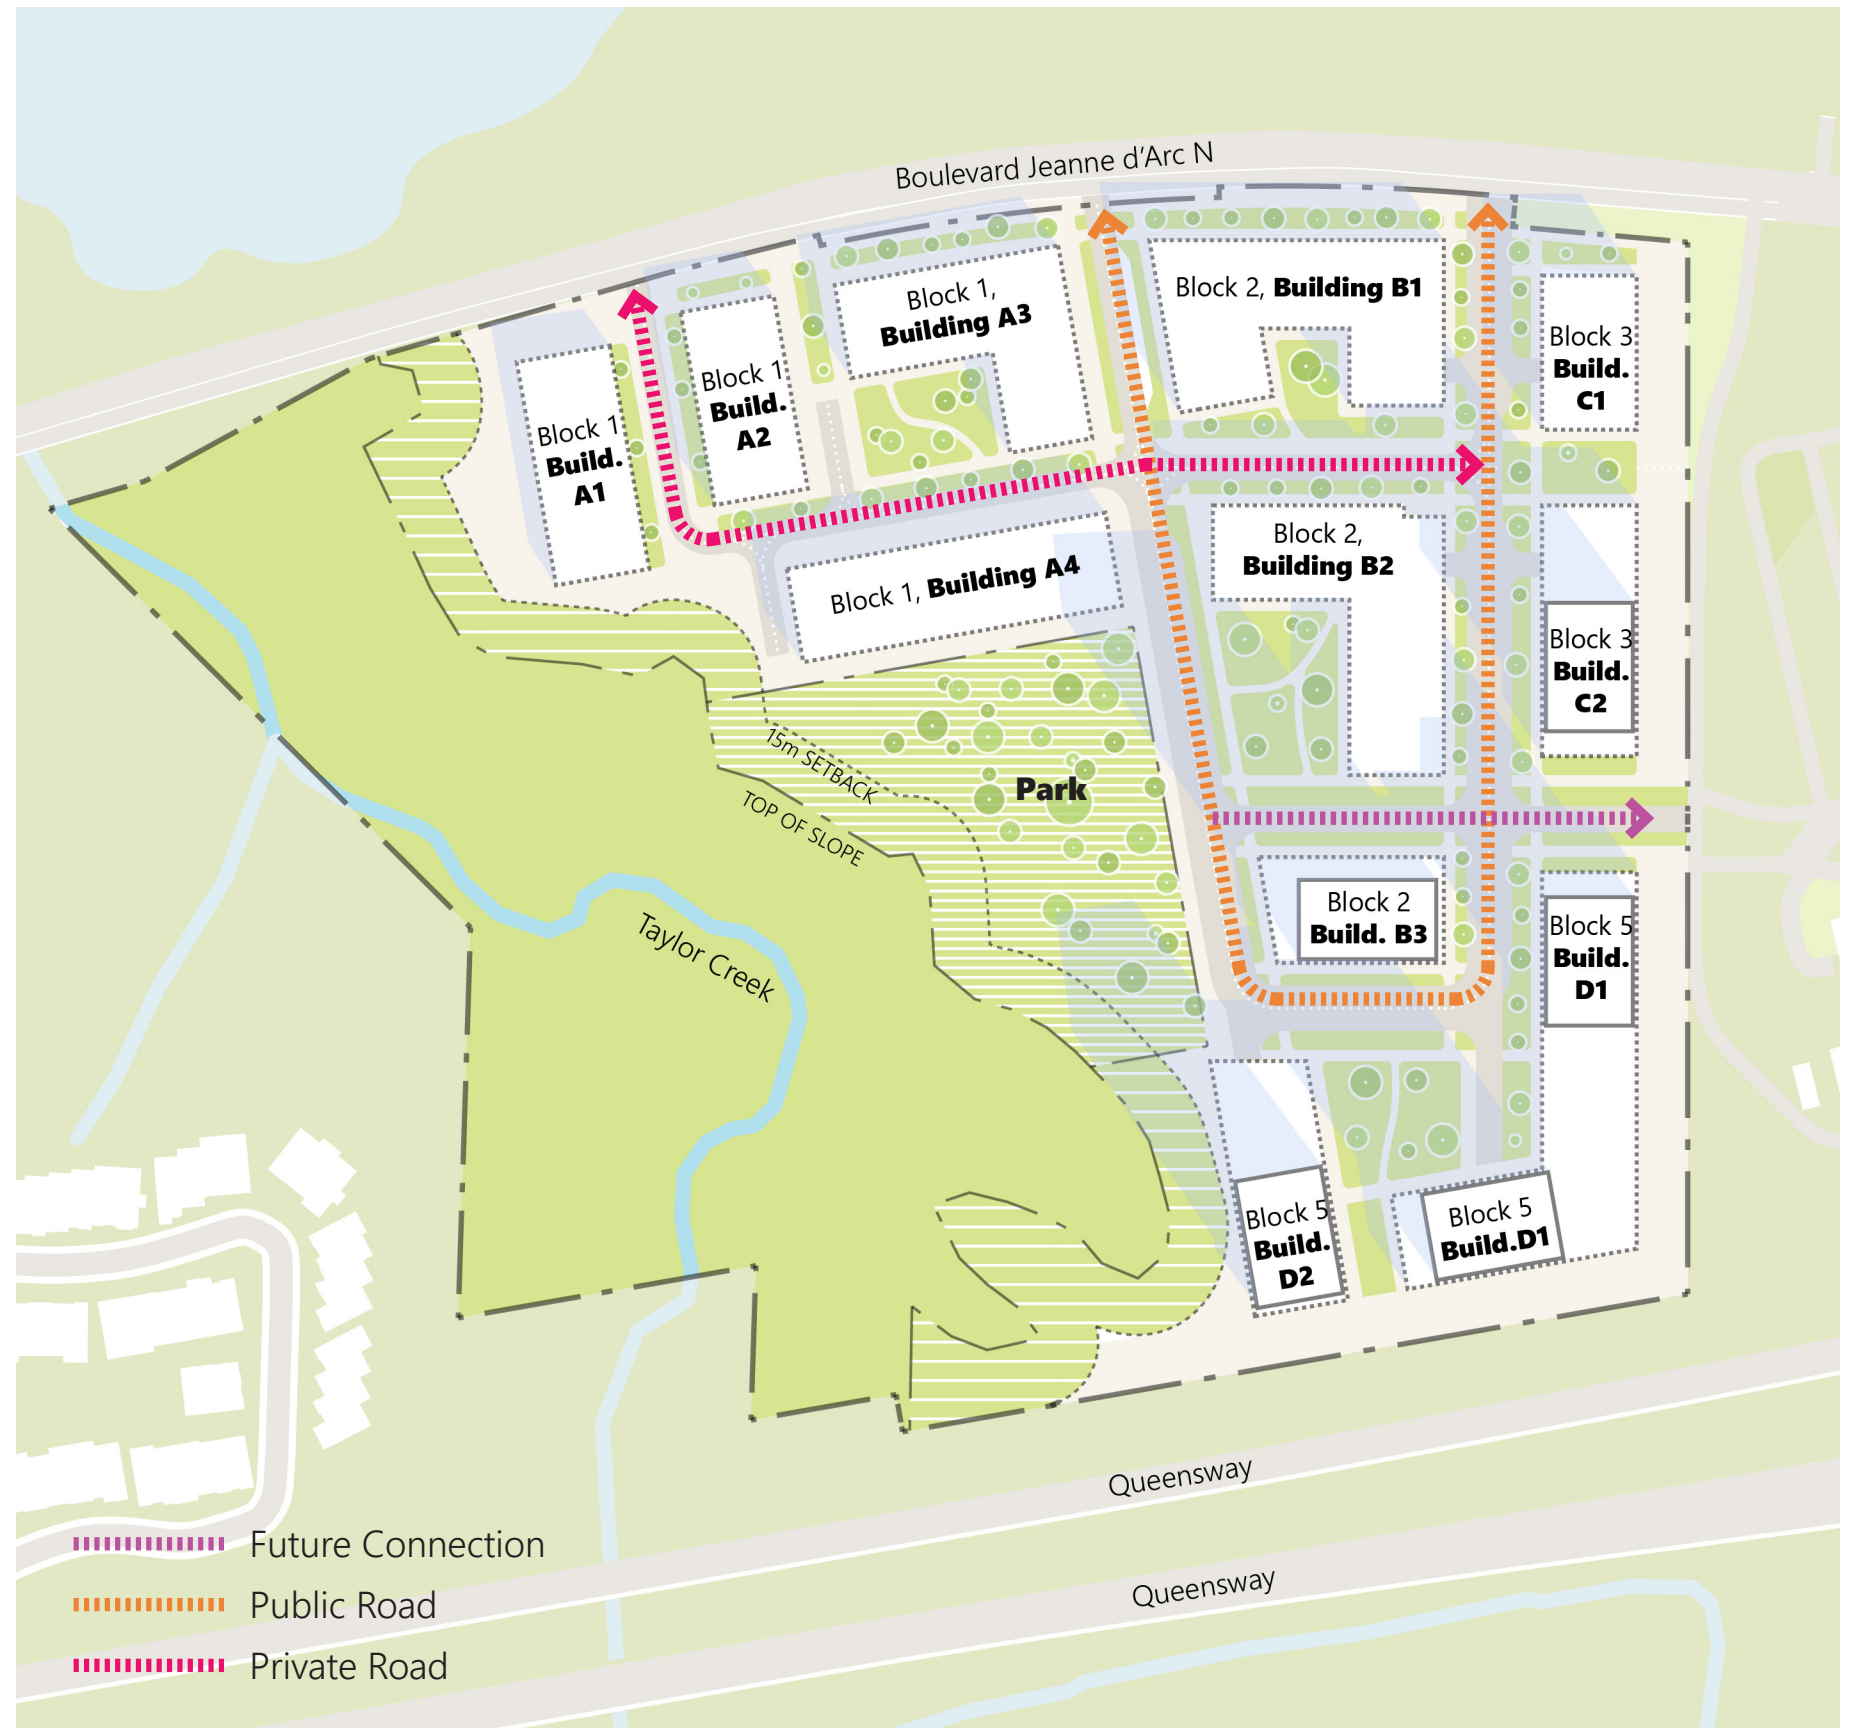 Boulevard Jeanne d'Arc N
Block 1,
Building A3
Block 2, Building B1
Block 3
Build.
C1
Block 1
Build.
A2
Block 1
Build.
A1
Block 2,
Building B2
Block 1, Building A4
Block 3
Build.
C2
15m SETBACK
TOP OF SLOPE
Park
Block 2
Build. B3
Block 5
Build.
D1
Taylor Creek
Block 5
Build.
D2
Block 5
Build.D1
Queensway
Queensway
Future Connection
Public Road
Private Road